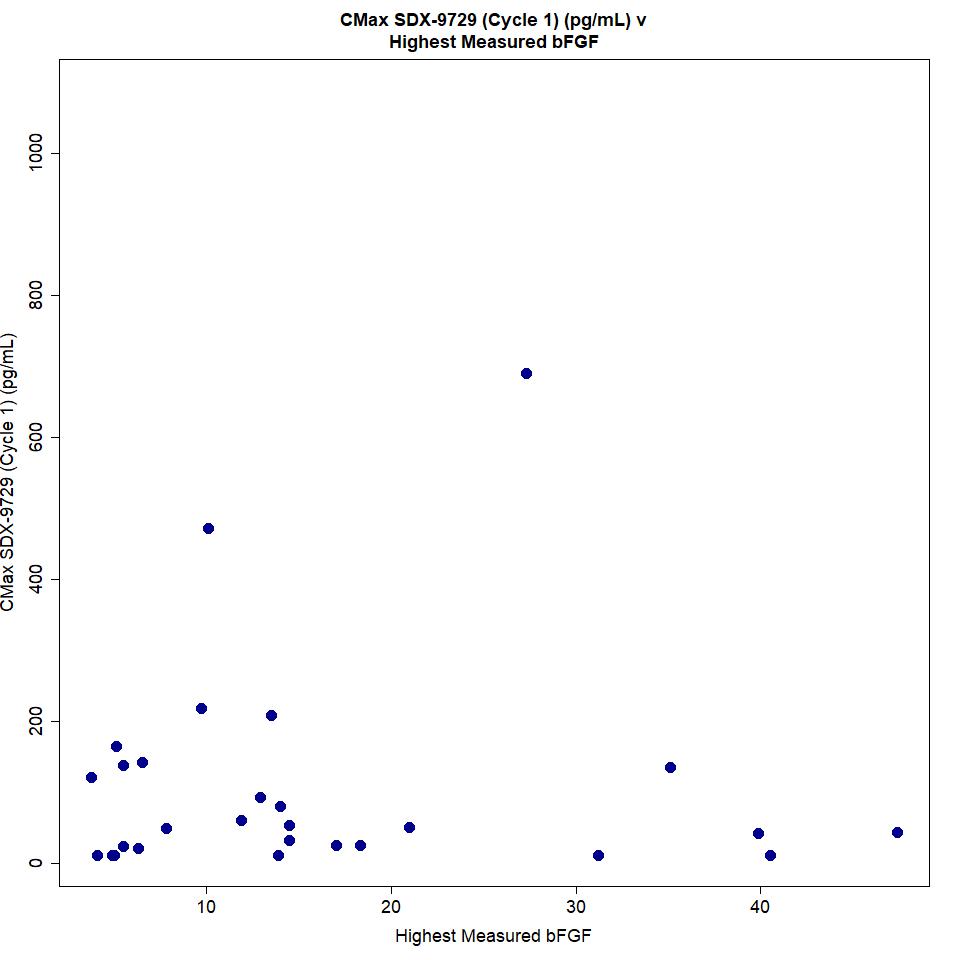 CMax SDX-9729 (Cycle 1) (pg/mL) v
Highest Measured bFGF
1000
800
600
400
200
0
CMax SDX-9729 (Cycle 1) (pg/mL)
10 20 30 40
Highest Measured bFGF